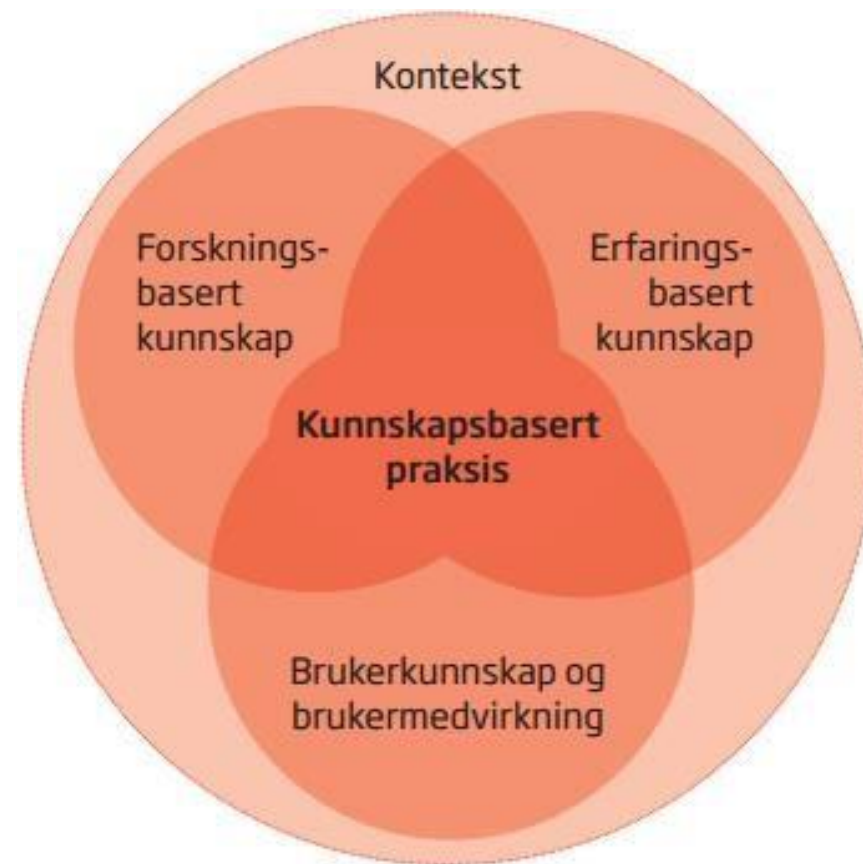 Kontekst
Forsknings-
basert
kunnskap
Erfarings-
basert
kunnskap
Kunnskapsbasert
praksis
Brukerkunnskap og
brukermedvirkning